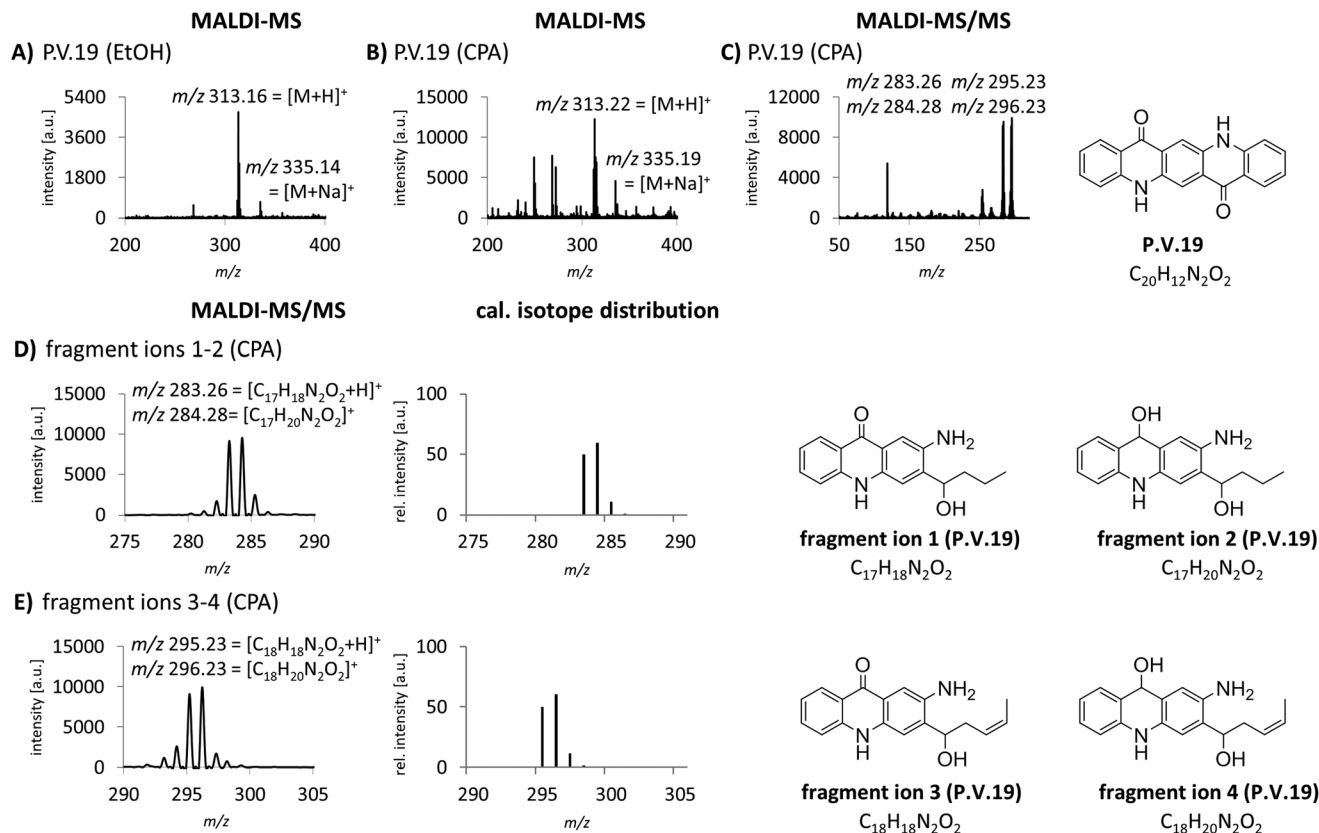 MALDI-MS
MALDI-MS
MALDI-MS/MS
A) P.V.19 (EtOH)
B) P.V.19 (CPA)
C) P.V.19 (CPA)
intensity [a.u.]
5400
3600
1800
0
m/z 313.16 = [M+H]⁺
m/z 335.14
= [M+Na]⁺
200 300 400
m/z
intensity [a.u.]
15000
10000
5000
0
m/z 313.22 = [M+H]⁺
m/z 335.19
= [M+Na]⁺
200 300 400
m/z
intensity [a.u.]
12000
8000
4000
0
m/z 283.26 m/z 295.23
m/z 284.28 m/z 296.23
50 150 250
m/z
O
H
N
N
H
O
P.V.19
C₂₀H₁₂N₂O₂
MALDI-MS/MS
cal. isotope distribution
D) fragment ions 1-2 (CPA)
intensity [a.u.]
15000
10000
5000
0
m/z 283.26 = [C₁₇H₁₈N₂O₂+H]⁺
m/z 284.28= [C₁₇H₂₀N₂O₂]⁺
275 280 285 290
m/z
rel. intensity [a.u.]
100
50
0
275 280 285 290
m/z
O
NH₂
N
H
OH
fragment ion 1 (P.V.19)
C₁₇H₁₈N₂O₂
OH
NH₂
N
H
OH
fragment ion 2 (P.V.19)
C₁₇H₂₀N₂O₂
E) fragment ions 3-4 (CPA)
intensity [a.u.]
15000
10000
5000
0
m/z 295.23 = [C₁₈H₁₈N₂O₂+H]⁺
m/z 296.23 = [C₁₈H₂₀N₂O₂]⁺
290 295 300 305
m/z
rel. intensity [a.u.]
100
50
0
290 295 300 305
m/z
O
NH₂
N
H
OH
fragment ion 3 (P.V.19)
C₁₈H₁₈N₂O₂
OH
NH₂
N
H
OH
fragment ion 4 (P.V.19)
C₁₈H₂₀N₂O₂